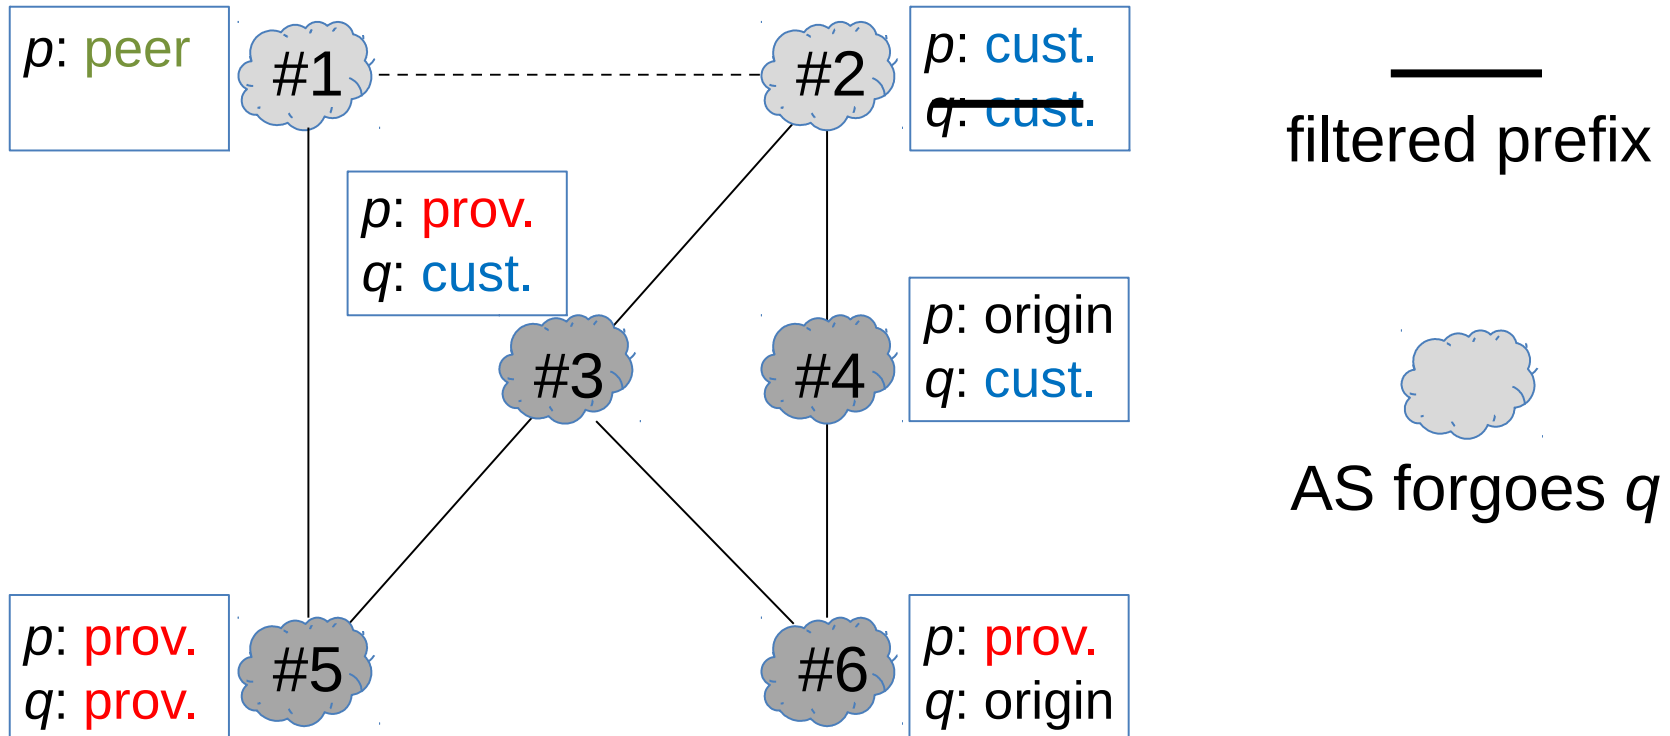 p: peer
#1
#2
p: cust.
q: cust.
filtered prefix
p: prov.
q: cust.
#3
#4
p: origin
q: cust.
AS forgoes q
p: prov.
q: prov.
#5
#6
p: prov.
q: origin